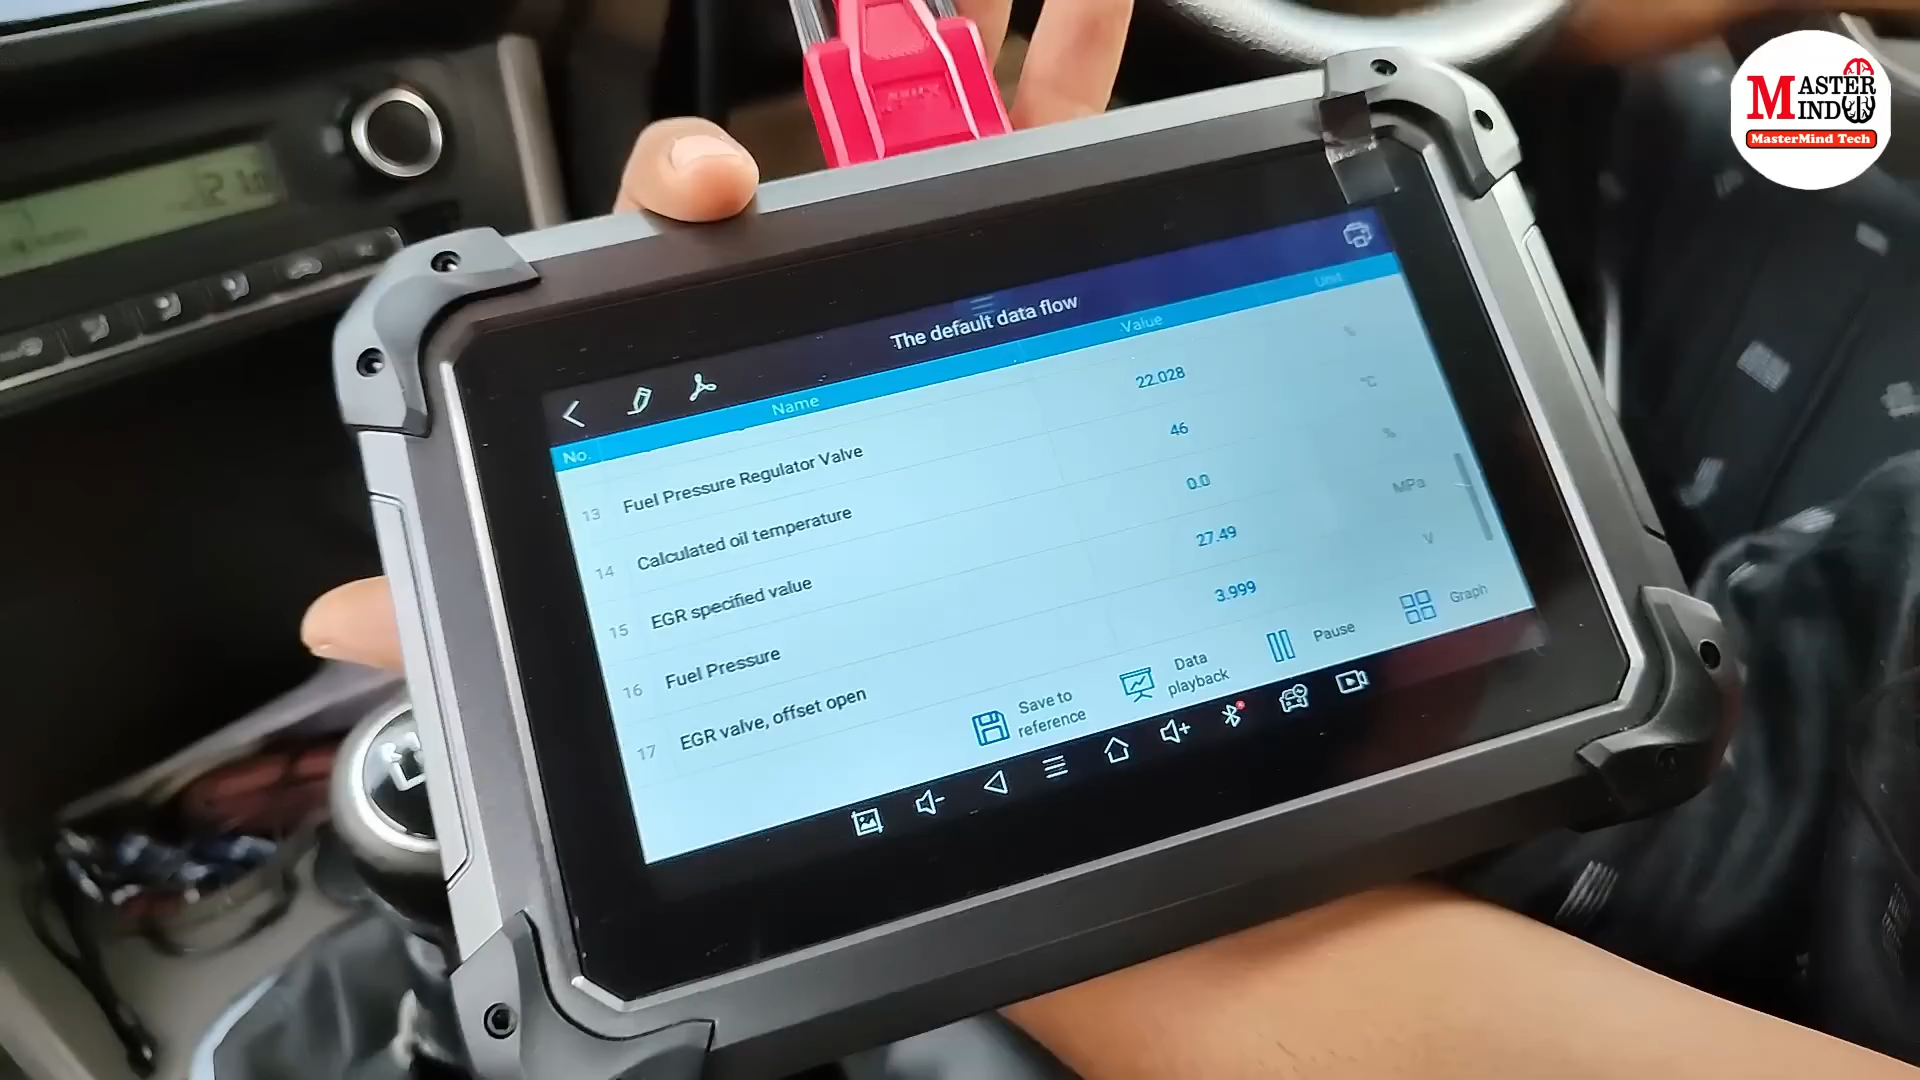 MASTER
MIND
MasterMind Tech
The default data flow
No. Name Value Unit
13 Fuel Pressure Regulator Valve 22.028 %
14 Calculated oil temperature 46 °C
15 EGR specified value 0.0 %
16 Fuel Pressure 27.49 MPa
17 EGR valve, offset open 3.999 V
Save to
reference
Data
playback
Pause
Graph